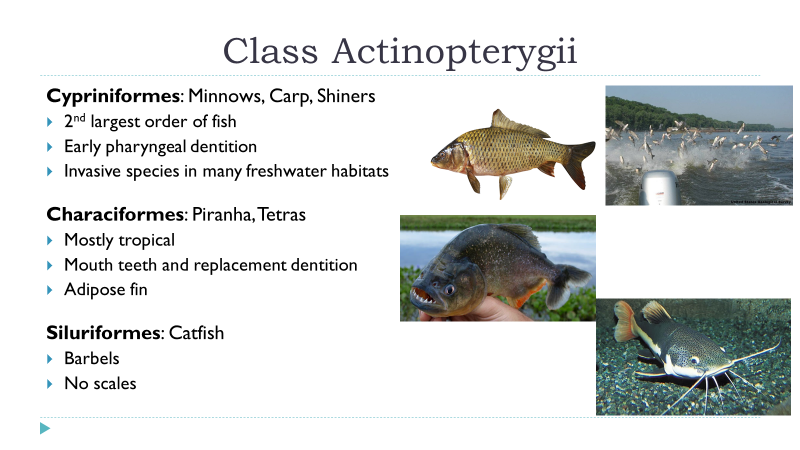 Class Actinopterygii
Cypriniformes: Minnows, Carp, Shiners
2nd largest order of fish
Early pharyngeal dentition
Invasive species in many freshwater habitats
Characiformes: Piranha, Tetras
Mostly tropical
Mouth teeth and replacement dentition
Adipose fin
Siluriformes: Catfish
Barbels
No scales